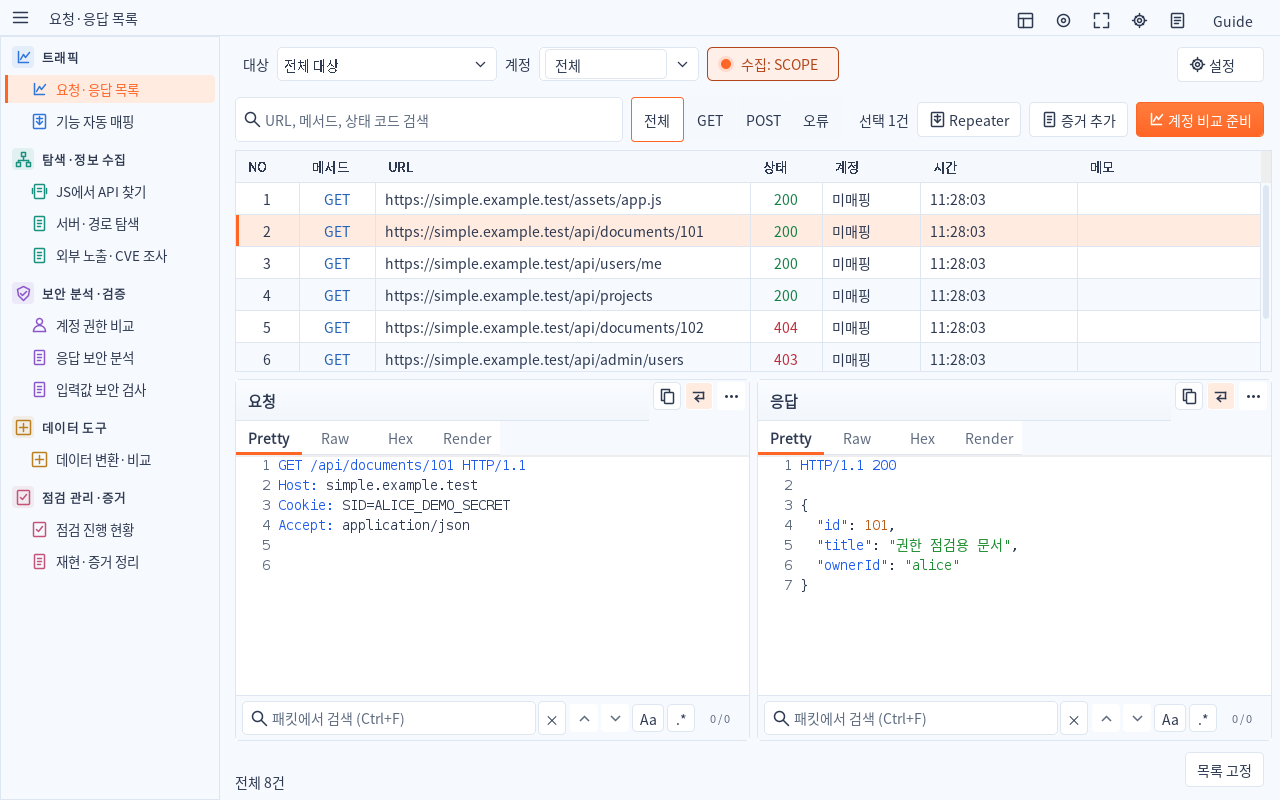 요청·응답 목록
Guide
트래픽
요청·응답 목록
기능 자동 매핑
탐색·정보 수집
JS에서 API 찾기
서버·경로 탐색
외부 노출·CVE 조사
보안 분석·검증
계정 권한 비교
응답 보안 분석
입력값 보안 검사
데이터 도구
데이터 변환·비교
점검 관리·증거
점검 진행 현황
재현·증거 정리
대상 전체 대상 계정 전체 수집: SCOPE 설정
URL, 메서드, 상태 코드 검색 전체 GET POST 오류 선택 1건 Repeater 증거 추가 계정 비교 준비
NO 메서드 URL 상태 계정 시간 메모
1 GET https://simple.example.test/assets/app.js 200 미매핑 11:28:03
2 GET https://simple.example.test/api/documents/101 200 미매핑 11:28:03
3 GET https://simple.example.test/api/users/me 200 미매핑 11:28:03
4 GET https://simple.example.test/api/projects 200 미매핑 11:28:03
5 GET https://simple.example.test/api/documents/102 404 미매핑 11:28:03
6 GET https://simple.example.test/api/admin/users 403 미매핑 11:28:03
요청
Pretty Raw Hex Render
1 GET /api/documents/101 HTTP/1.1
2 Host: simple.example.test
3 Cookie: SID=ALICE_DEMO_SECRET
4 Accept: application/json
5
6
패킷에서 검색 (Ctrl+F) × Aa .* 0/0
응답
Pretty Raw Hex Render
1 HTTP/1.1 200
2
3 {
4 "id": 101,
5 "title": "권한 점검용 문서",
6 "ownerId": "alice"
7 }
패킷에서 검색 (Ctrl+F) × Aa .* 0/0
전체 8건
목록 고정